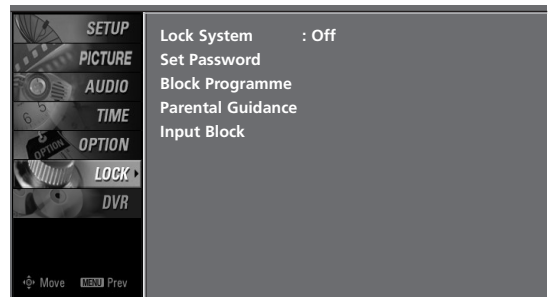 SETUP
PICTURE
AUDIO
TIME
OPTION
LOCK
DVR
Move MENU Prev
Lock System : Off
Set Password
Block Programme
Parental Guidance
Input Block